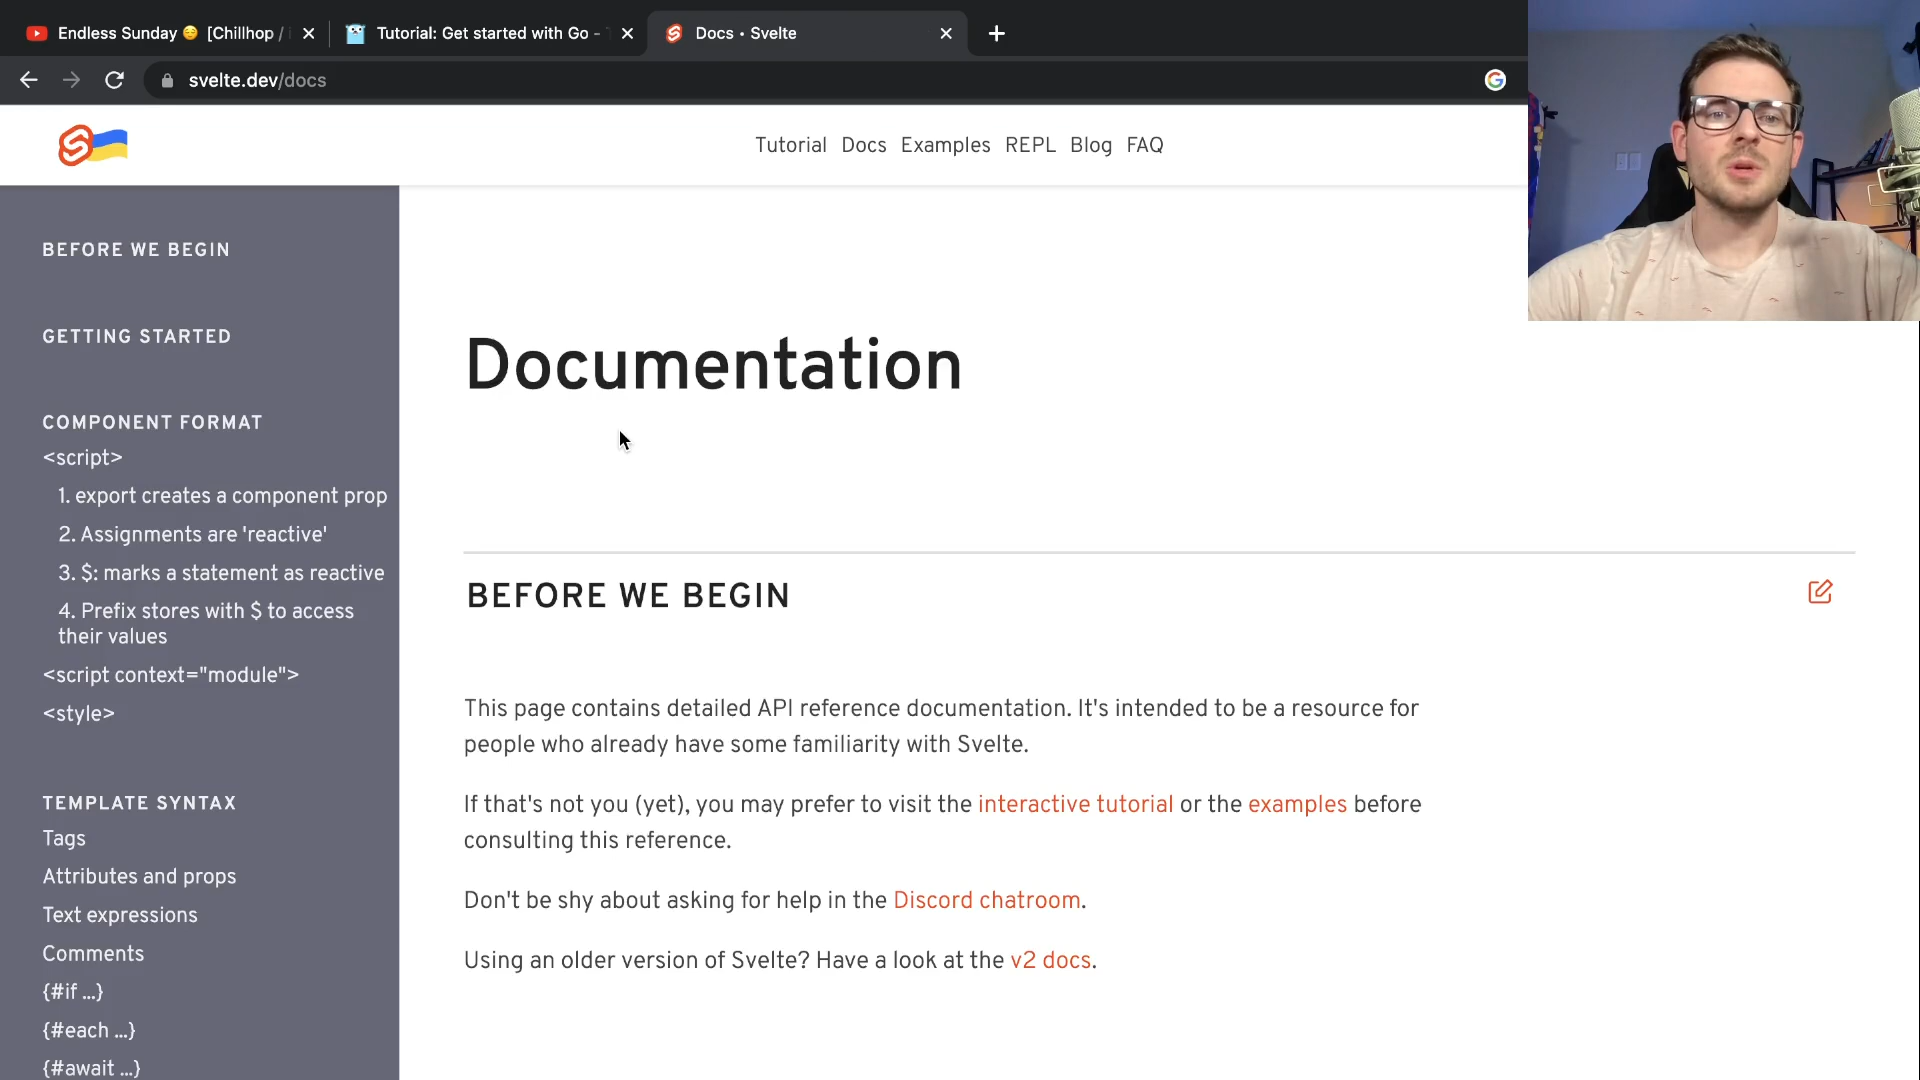 Endless Sunday 😌 [Chillhop /
Tutorial: Get started with Go -
Docs • Svelte
svelte.dev/docs
Tutorial Docs Examples REPL Blog FAQ
BEFORE WE BEGIN
GETTING STARTED
COMPONENT FORMAT
<script>
1. export creates a component prop
2. Assignments are 'reactive'
3. $: marks a statement as reactive
4. Prefix stores with $ to access
their values
<script context="module">
<style>
TEMPLATE SYNTAX
Tags
Attributes and props
Text expressions
Comments
{#if ...}
{#each ...}
{#await ...}
Documentation
BEFORE WE BEGIN
This page contains detailed API reference documentation. It's intended to be a resource for
people who already have some familiarity with Svelte.
If that's not you (yet), you may prefer to visit the interactive tutorial or the examples before
consulting this reference.
Don't be shy about asking for help in the Discord chatroom.
Using an older version of Svelte? Have a look at the v2 docs.